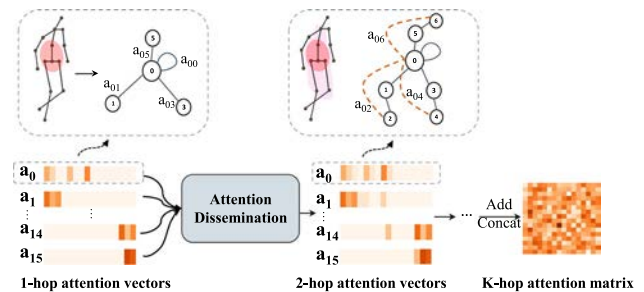 5
a₀₅
a₀₀
0
a₀₁
a₀₃
1
3
6
5
a₀₆
0
1
3
a₀₂
a₀₄
2
4
a₀
a₁
⋮ ⋮
a₁₄
a₁₅
Attention
Dissemination
a₀
a₁
⋮ ⋮
a₁₄
a₁₅
...
Add
Concat
1-hop attention vectors
2-hop attention vectors
K-hop attention matrix